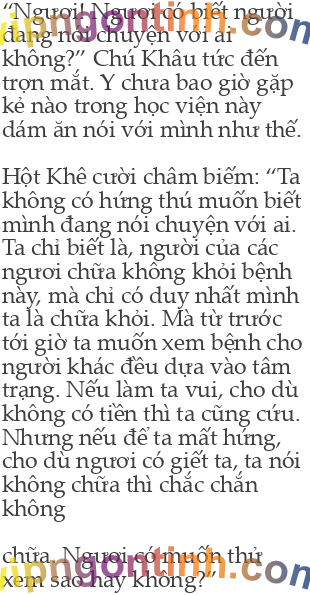 “Ngươi! Ngươi có biết người
đang nói chuyện với ai
không?” Chú Khâu tức đến
trợn mắt. Y chưa bao giờ gặp
kẻ nào trong học viện này
dám ăn nói với mình như thế.
Hột Khê cười châm biếm: “Ta
không có hứng thú muốn biết
mình đang nói chuyện với ai.
Ta chỉ biết là, người của các
ngươi chữa không khỏi bệnh
này, mà chỉ có duy nhất mình
ta là chữa khỏi. Mà từ trước
tới giờ ta muốn xem bệnh cho
người khác đều dựa vào tâm
trạng. Nếu làm ta vui, cho dù
không có tiền thì ta cũng cứu.
Nhưng nếu để ta mất hứng,
cho dù ngươi có giết ta, ta nói
không chữa thì chắc chắn
không
chữa. Ngươi có muốn thử
xem sao hay không?”
vipngontinh.com
vipngontinh.com